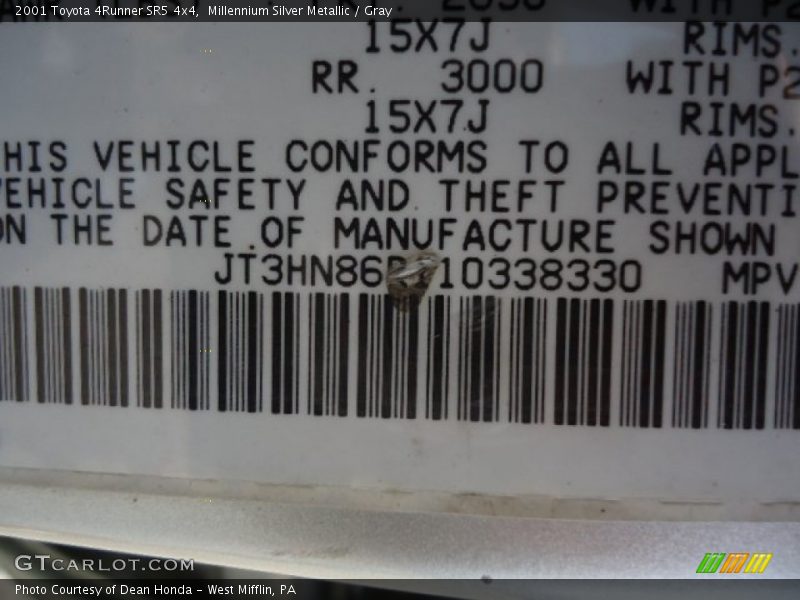 2001 Toyota 4Runner SR5 4x4,  Millennium Silver Metallic / Gray
15X7J RIMS.
RR. 3000 WITH P2
15X7J RIMS.
HIS VEHICLE CONFORMS TO ALL APPL
VEHICLE SAFETY AND THEFT PREVENTI
ON THE DATE OF MANUFACTURE SHOWN
JT3HN86 10338330 MPV
GTCARLOT.COM
Photo Courtesy of Dean Honda - West Mifflin, PA